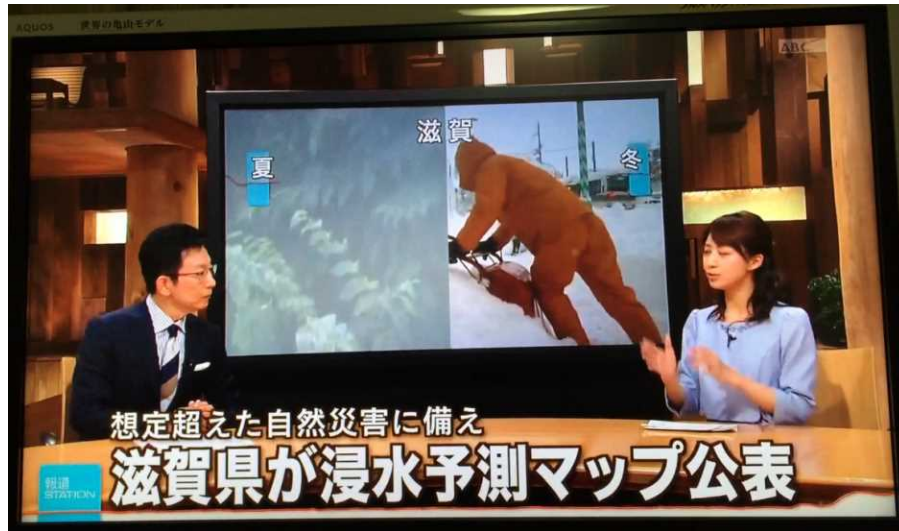 AQUOS 世界の亀山モデル
ABC
滋賀
夏
冬
想定超えた自然災害に備え
滋賀県が浸水予測マップ公表
報道
STATION